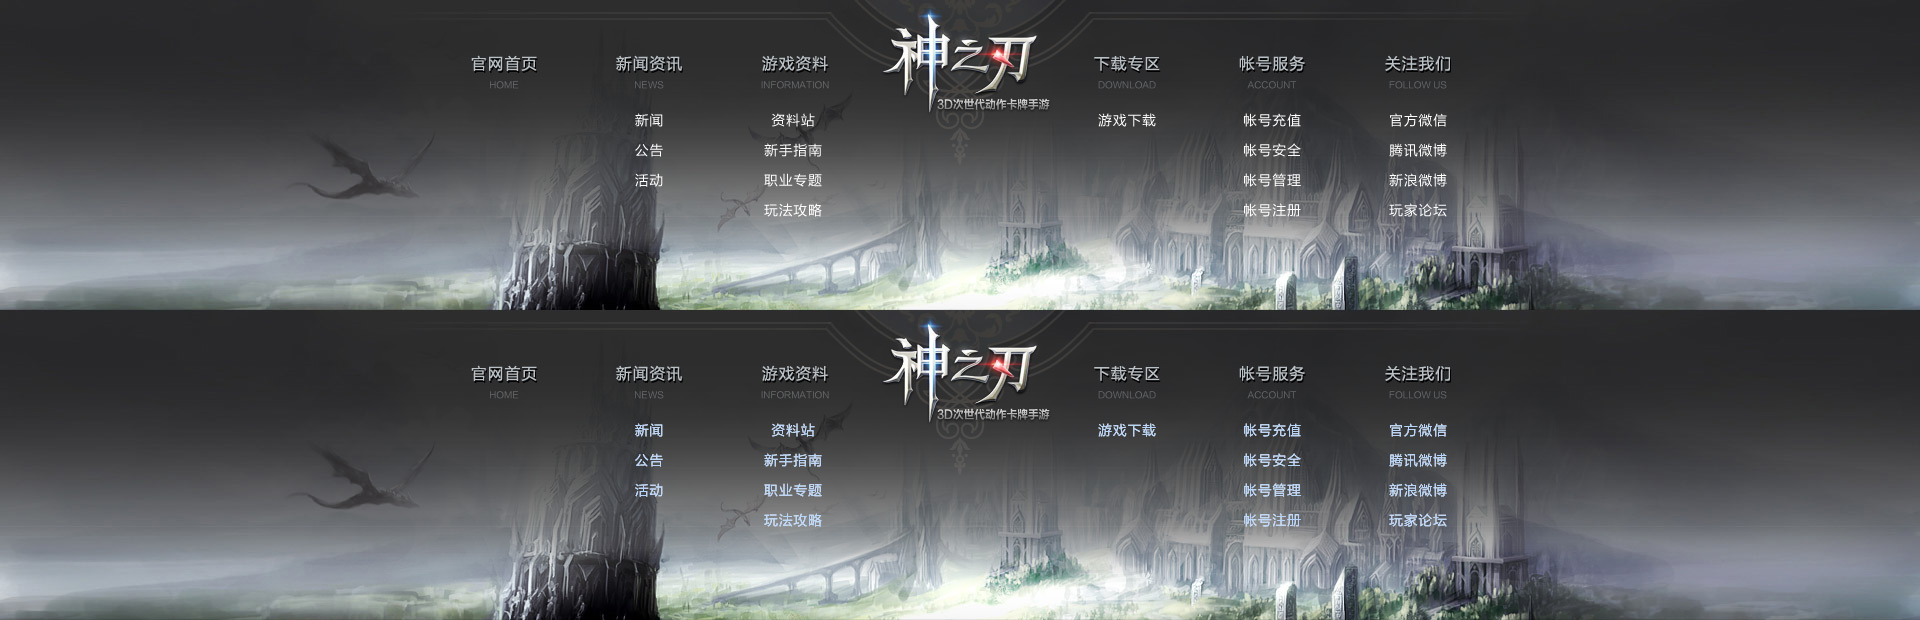 官网首页 新闻资讯 游戏资料 神之刃 下载专区 帐号服务 关注我们
HOME NEWS INFORMATION DOWNLOAD ACCOUNT FOLLOW US
3D次世代动作卡牌手游
新闻 资料站 游戏下载 帐号充值 官方微信
公告 新手指南 帐号安全 腾讯微博
活动 职业专题 帐号管理 新浪微博
玩法攻略 帐号注册 玩家论坛
官网首页 新闻资讯 游戏资料 神之刃 下载专区 帐号服务 关注我们
HOME NEWS INFORMATION DOWNLOAD ACCOUNT FOLLOW US
3D次世代动作卡牌手游
新闻 资料站 游戏下载 帐号充值 官方微信
公告 新手指南 帐号安全 腾讯微博
活动 职业专题 帐号管理 新浪微博
玩法攻略 帐号注册 玩家论坛